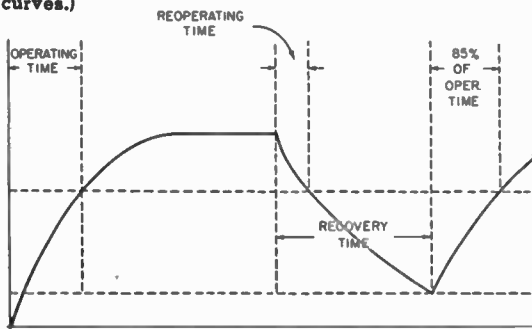 curves.)
REOPERATING
TIME
OPERATING
TIME
85%
OF
OPER.
TIME
RECOVERY
TIME